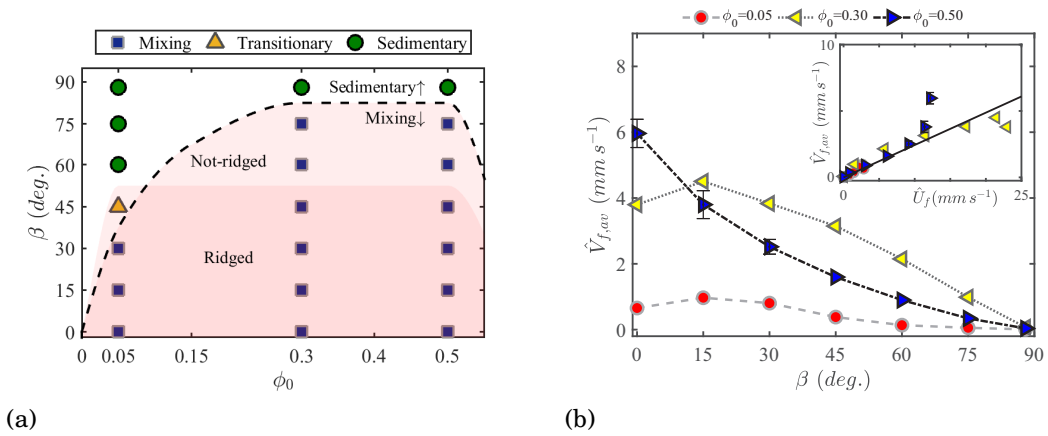 Mixing Transitionary Sedimentary
β (deg.)
90
75
60
45
30
15
0
Sedimentary↑
Mixing↓
Not-ridged
Ridged
0 0.05 0.15 0.3 0.4 0.5
ϕ₀
(a)
ϕ₀=0.05 ϕ₀=0.30 ϕ₀=0.50
V̂f,av (mm s⁻¹)
8
6
4
2
0
0 15 30 45 60 75 90
β (deg.)
V̂f,av (mm s⁻¹)
10
0
0 25
Ûf(mm s⁻¹)
(b)